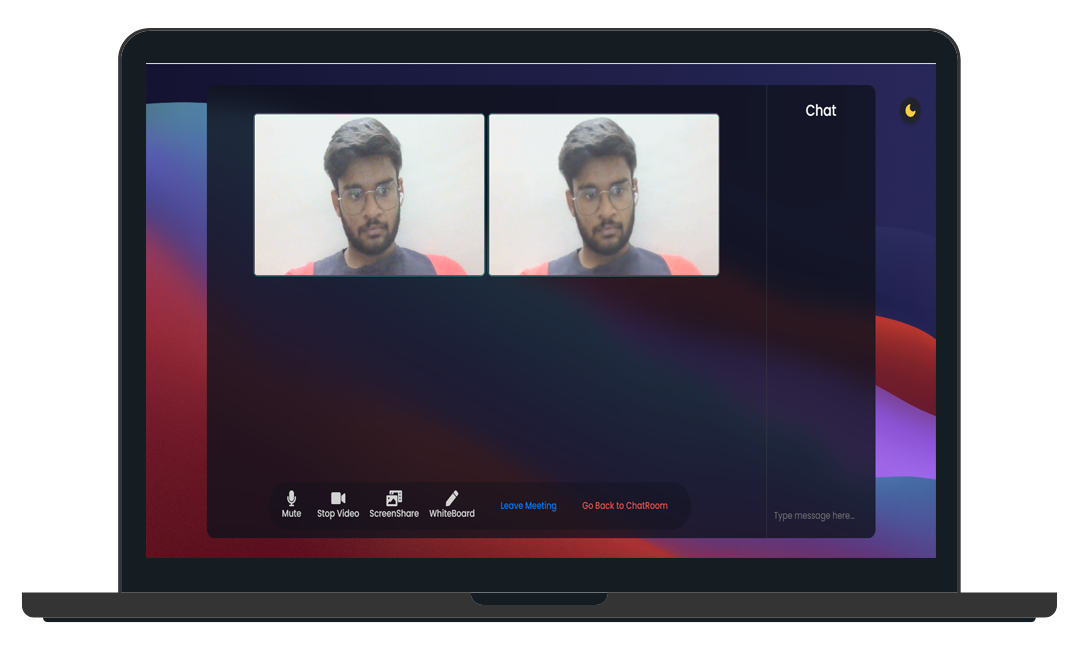 Chat
Mute
Stop Video
ScreenShare
WhiteBoard
Leave Meeting
Go Back to ChatRoom
Type message here...